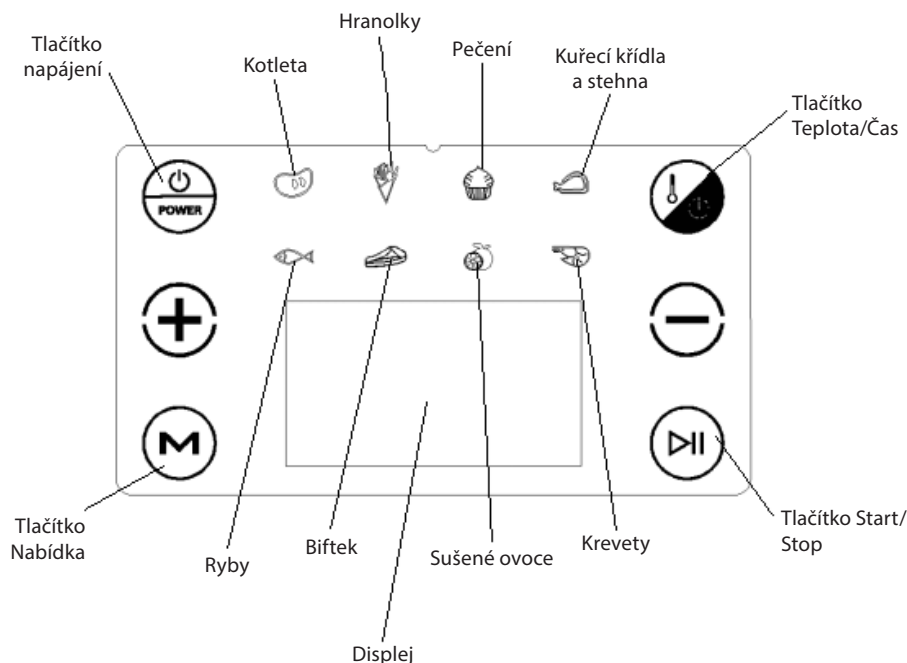 Hranolky
Tlačítko
napájení
Kotleta
Pečení
Kuřecí křídla
a stehna
Tlačítko
Teplota/Čas
POWER
M
Tlačítko
Nabídka
Ryby
Biftek
Sušené ovoce
Krevety
Tlačítko Start/
Stop
Displej